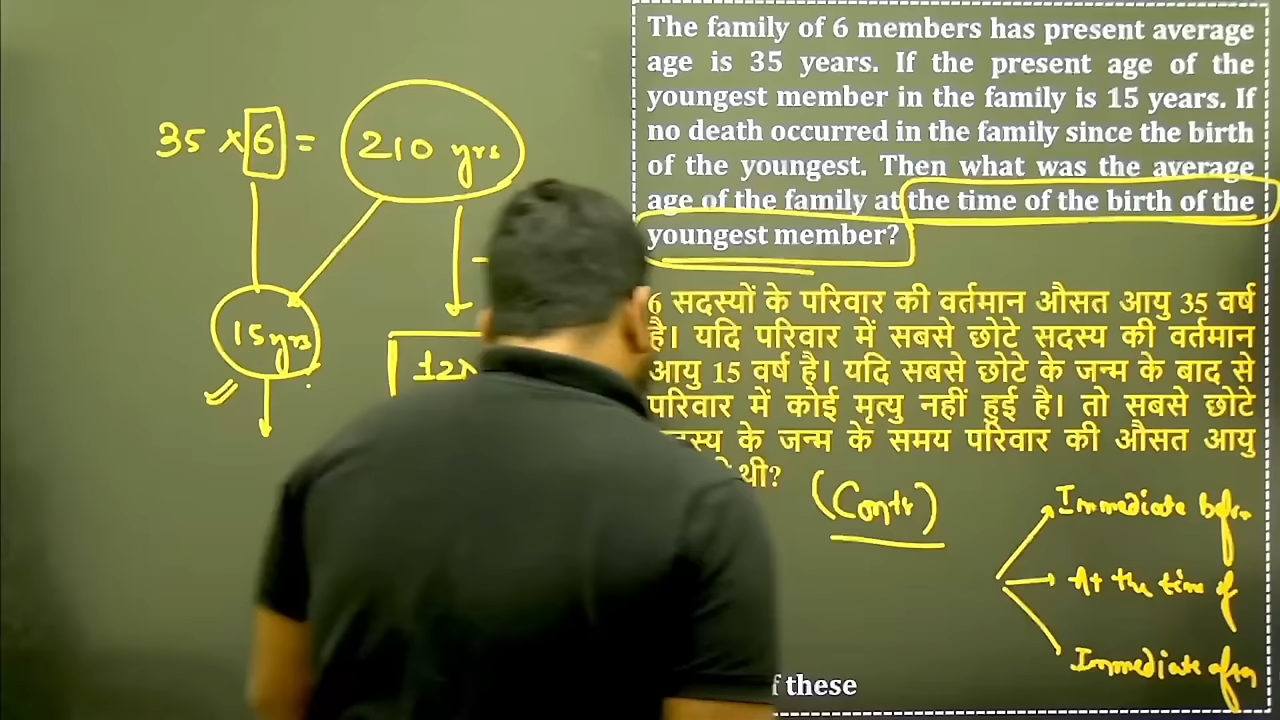 The family of 6 members has present average
age is 35 years. If the present age of the
youngest member in the family is 15 years. If
no death occurred in the family since the birth
of the youngest. Then what was the average
age of the family at the time of the birth of the
youngest member?
6 सदस्यों के परिवार की वर्तमान औसत आयु 35 वर्ष
है। यदि परिवार में सबसे छोटे सदस्य की वर्तमान
आयु 15 वर्ष है। यदि सबसे छोटे के जन्म के बाद से
परिवार में कोई मृत्यु नहीं हुई है। तो सबसे छोटे
के जन्म के समय परिवार की औसत आयु
थी?
35 × 6 = 210 yrs
15 yrs
(Contr)
Immediate
At the time of
Immediate
these